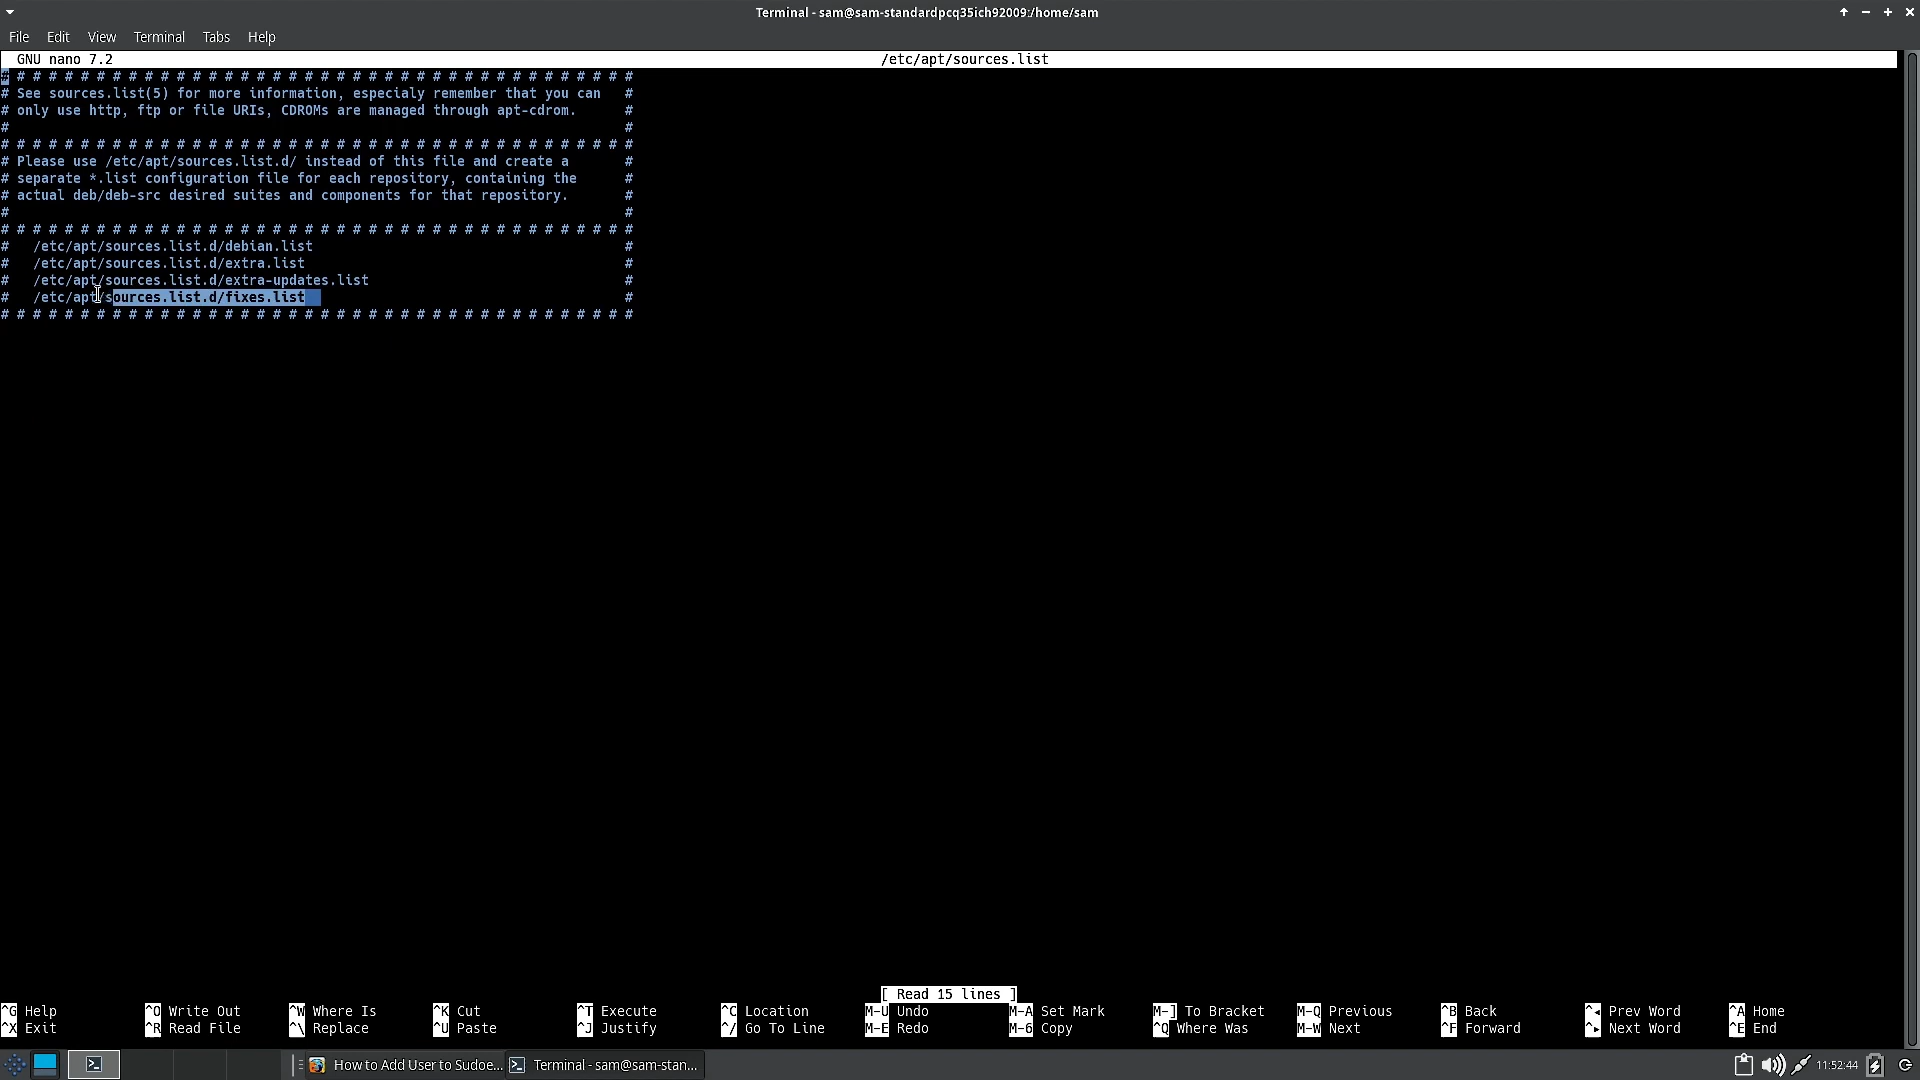 Terminal - sam@sam-standardpcq35ich92009:/home/sam
File Edit View Terminal Tabs Help
GNU nano 7.2 /etc/apt/sources.list
# # # # # # # # # # # # # # # # # # # # # # # # # # # # # # # # # # # # # # # #
# See sources.list(5) for more information, especialy remember that you can #
# only use http, ftp or file URIs, CDROMs are managed through apt-cdrom. #
# #
# # # # # # # # # # # # # # # # # # # # # # # # # # # # # # # # # # # # # # # #
# Please use /etc/apt/sources.list.d/ instead of this file and create a #
# separate *.list configuration file for each repository, containing the #
# actual deb/deb-src desired suites and components for that repository. #
# #
# # # # # # # # # # # # # # # # # # # # # # # # # # # # # # # # # # # # # # # #
# /etc/apt/sources.list.d/debian.list #
# /etc/apt/sources.list.d/extra.list #
# /etc/apt/sources.list.d/extra-updates.list #
# /etc/apt/sources.list.d/fixes.list #
# # # # # # # # # # # # # # # # # # # # # # # # # # # # # # # # # # # # # # # #
[ Read 15 lines ]
^G Help ^O Write Out ^W Where Is ^K Cut ^T Execute ^C Location M-U Undo M-A Set Mark M-] To Bracket M-Q Previous ^B Back ^◂ Prev Word ^A Home
^X Exit ^R Read File ^\ Replace ^U Paste ^J Justify ^/ Go To Line M-E Redo M-6 Copy ^Q Where Was M-W Next ^F Forward ^▸ Next Word ^E End
How to Add User to Sudoe... Terminal - sam@sam-stan... 11:52:44